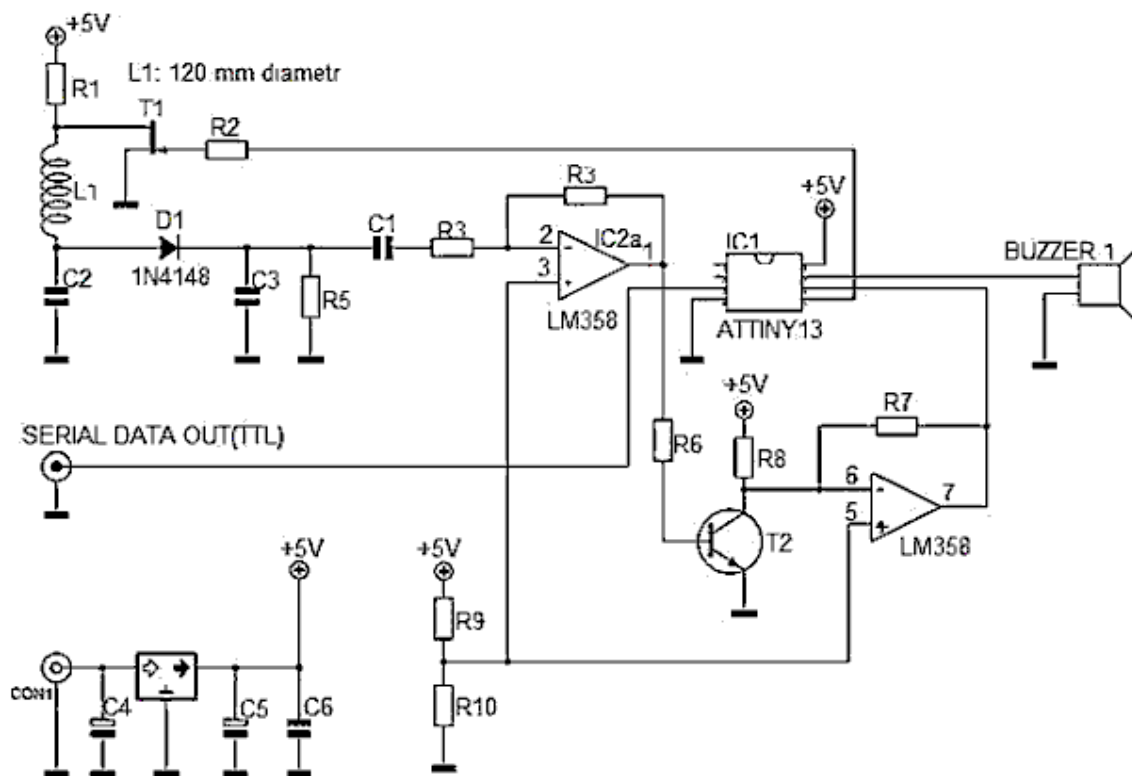 +5V
R1
L1: 120 mm diametr
T1
R2
L1
D1
1N4148
C2
C3
R5
C1
R3
R3
2
3
IC2a
1
LM358
+5V
IC1
ATTINY13
BUZZER 1
SERIAL DATA OUT(TTL)
R6
+5V
R8
T2
R7
6
5
7
LM358
+5V
CON1
C4
C5
C6
+5V
R9
R10